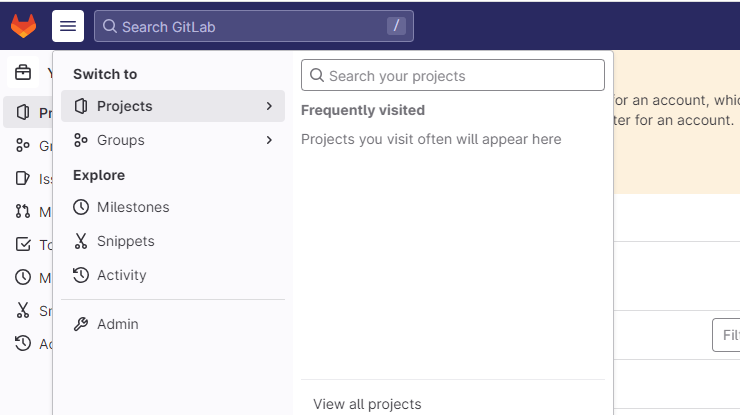 Search GitLab
/
Switch to
Projects
Groups
Explore
Milestones
Snippets
Activity
Admin
Search your projects
Frequently visited
Projects you visit often will appear here
View all projects
for an account, whic
ter for an account.
Y
Pr
Gr
Iss
M
To
M
Sn
Ac
Filt